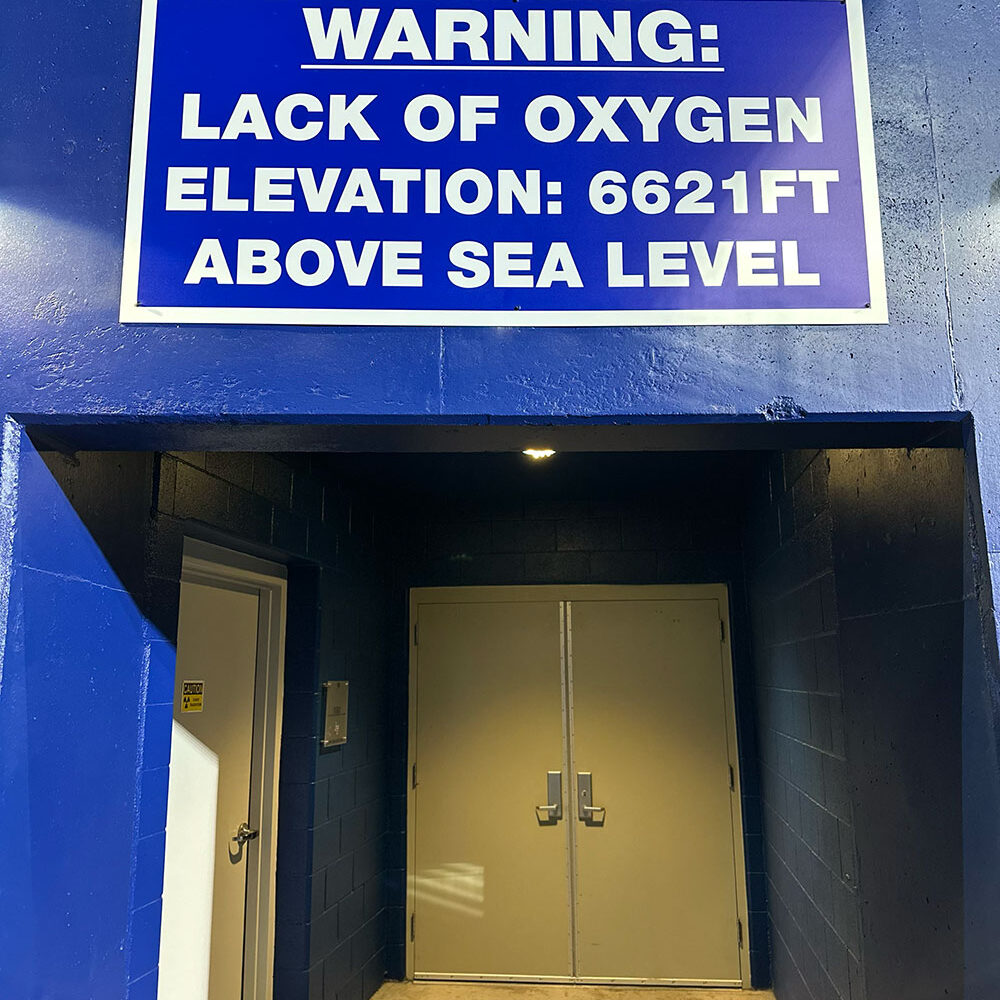 WARNING:
LACK OF OXYGEN
ELEVATION: 6621FT
ABOVE SEA LEVEL
CAUTION